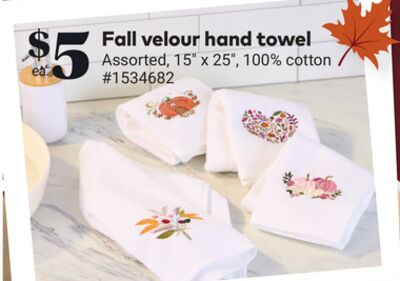 $5 ea.
Fall velour hand towel
Assorted, 15" x 25", 100% cotton
#1534682